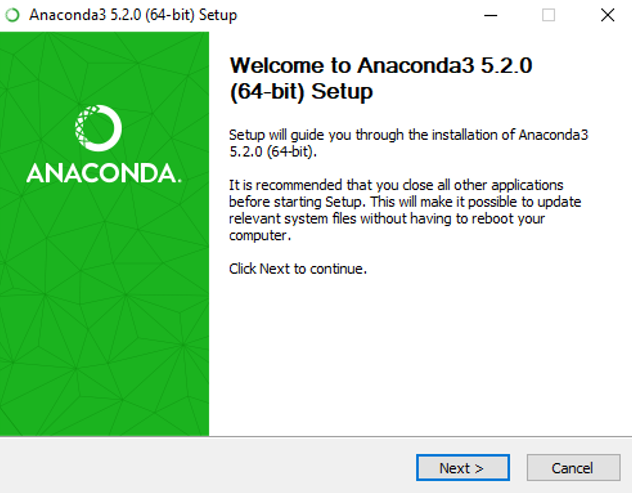 Anaconda3 5.2.0 (64-bit) Setup
ANACONDA.
Welcome to Anaconda3 5.2.0
(64-bit) Setup
Setup will guide you through the installation of Anaconda3
5.2.0 (64-bit).
It is recommended that you close all other applications
before starting Setup. This will make it possible to update
relevant system files without having to reboot your
computer.
Click Next to continue.
Next >
Cancel